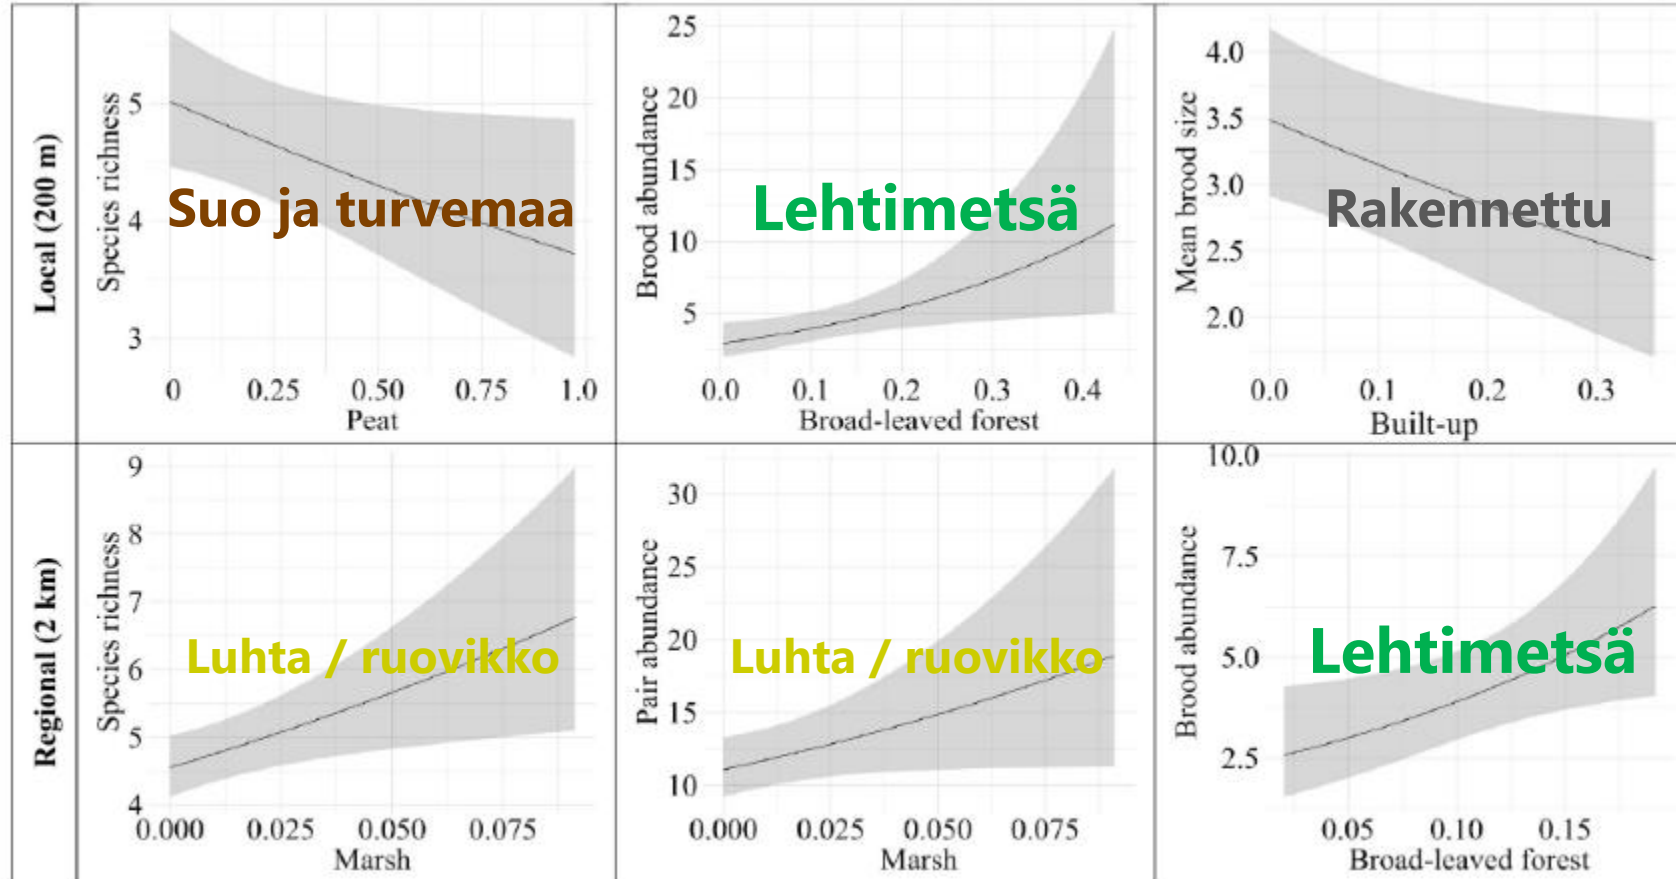 Local (200 m)
Species richness
5
4
3
Suo ja turvemaa
0 0.25 0.50 0.75 1.0
Peat
Brood abundance
25
20
15
10
5
Lehtimetsä
0.0 0.1 0.2 0.3 0.4
Broad-leaved forest
Mean brood size
4.0
3.5
3.0
2.5
2.0
Rakennettu
0.0 0.1 0.2 0.3
Built-up
Regional (2 km)
Species richness
9
8
7
6
5
4
Luhta / ruovikko
0.000 0.025 0.050 0.075
Marsh
Pair abundance
30
25
20
15
10
Luhta / ruovikko
0.000 0.025 0.050 0.075
Marsh
Brood abundance
10.0
7.5
5.0
2.5
Lehtimetsä
0.05 0.10 0.15
Broad-leaved forest